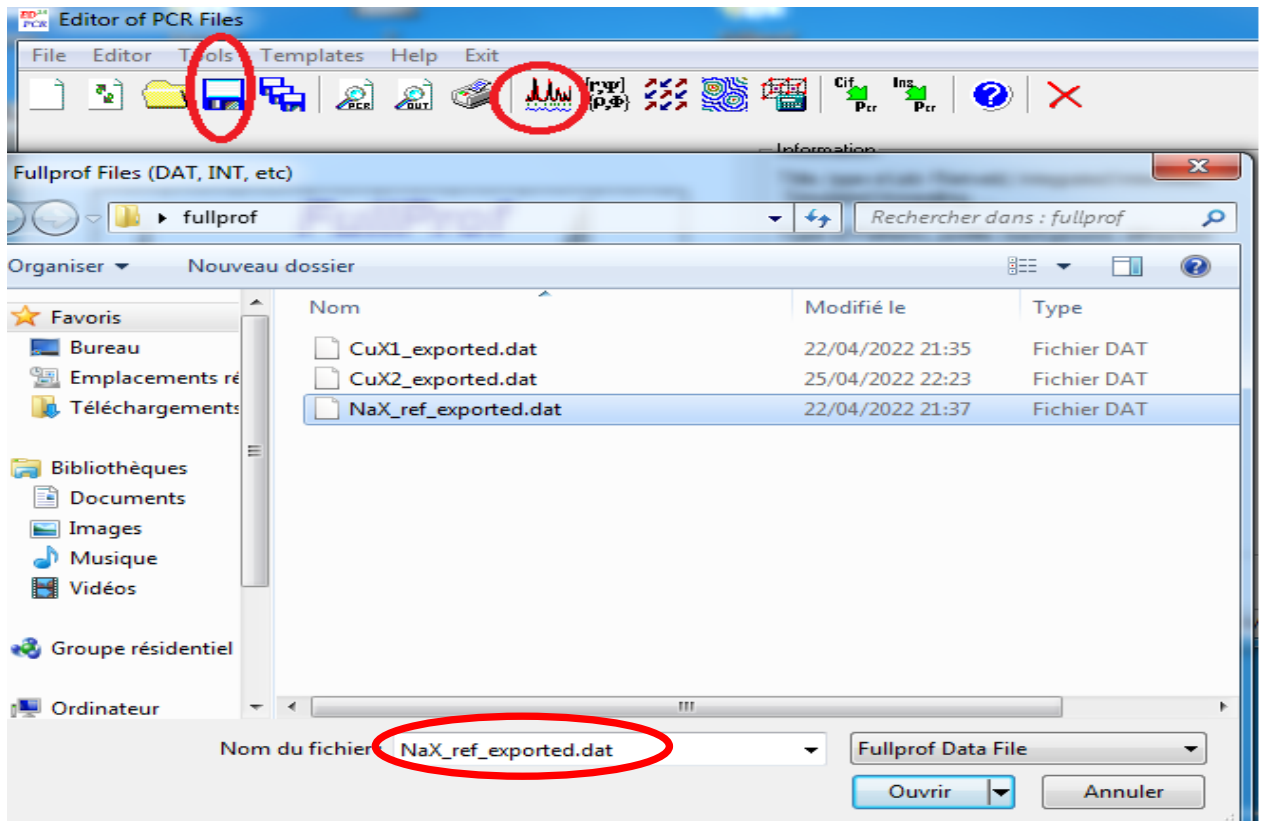 Editor of PCR Files
File Editor Tools Templates Help Exit
PCR OUT [r,Ψ] {ρ,Φ} Cif Pcr Ins Pcr
Information
Fullprof Files (DAT, INT, etc)
fullprof Rechercher dans : fullprof
FullProf
Organiser Nouveau dossier
Nom Modifié le Type
Favoris
Bureau CuX1_exported.dat 22/04/2022 21:35 Fichier DAT
Emplacements ré CuX2_exported.dat 25/04/2022 22:23 Fichier DAT
Téléchargements NaX_ref_exported.dat 22/04/2022 21:37 Fichier DAT
Bibliothèques
Documents
Images
Musique
Vidéos
Groupe résidentiel
Ordinateur
Nom du fichier NaX_ref_exported.dat Fullprof Data File
Ouvrir Annuler